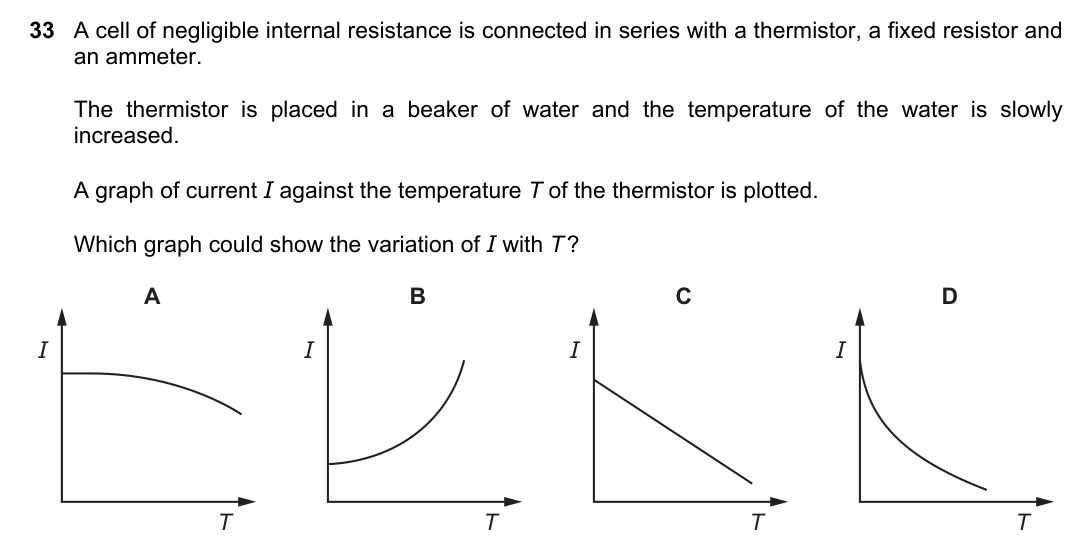 33 A cell of negligible internal resistance is connected in series with a thermistor, a fixed resistor and
an ammeter.
The thermistor is placed in a beaker of water and the temperature of the water is slowly
increased.
A graph of current I against the temperature T of the thermistor is plotted.
Which graph could show the variation of I with T?
A B C D
I I I I
T T T T